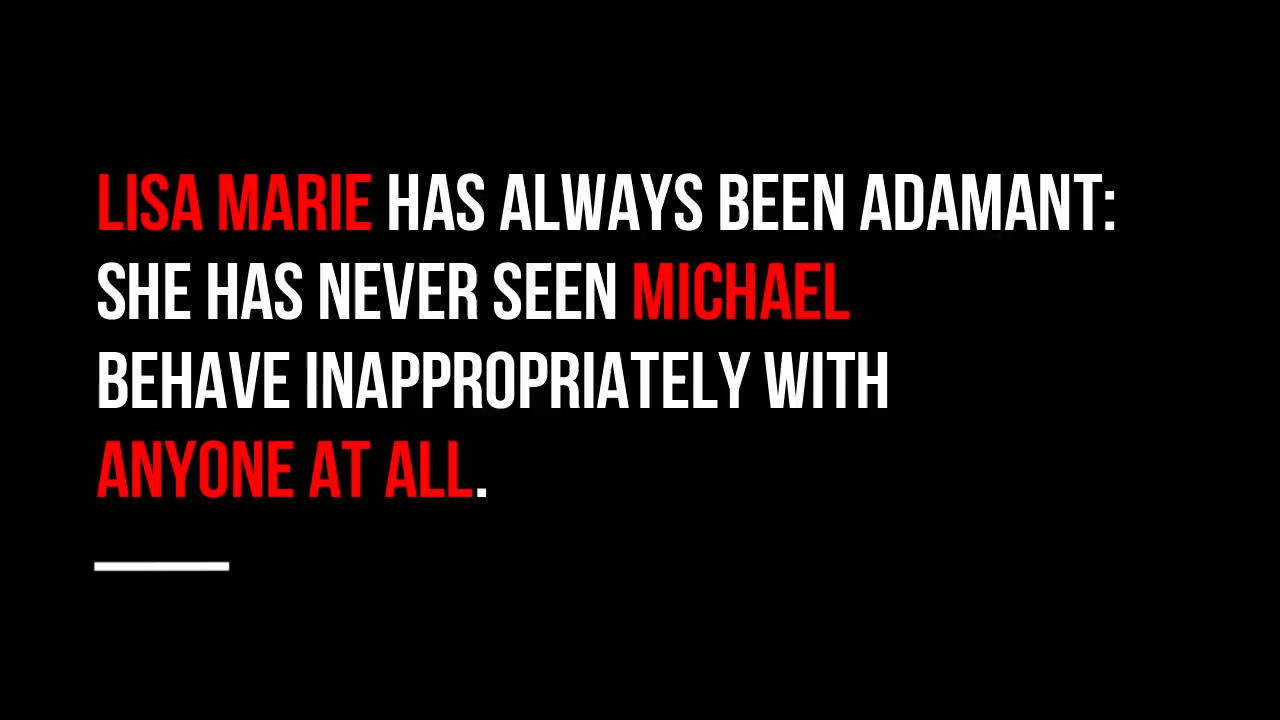 LISA MARIE HAS ALWAYS BEEN ADAMANT:
SHE HAS NEVER SEEN MICHAEL
BEHAVE INAPPROPRIATELY WITH
ANYONE AT ALL.